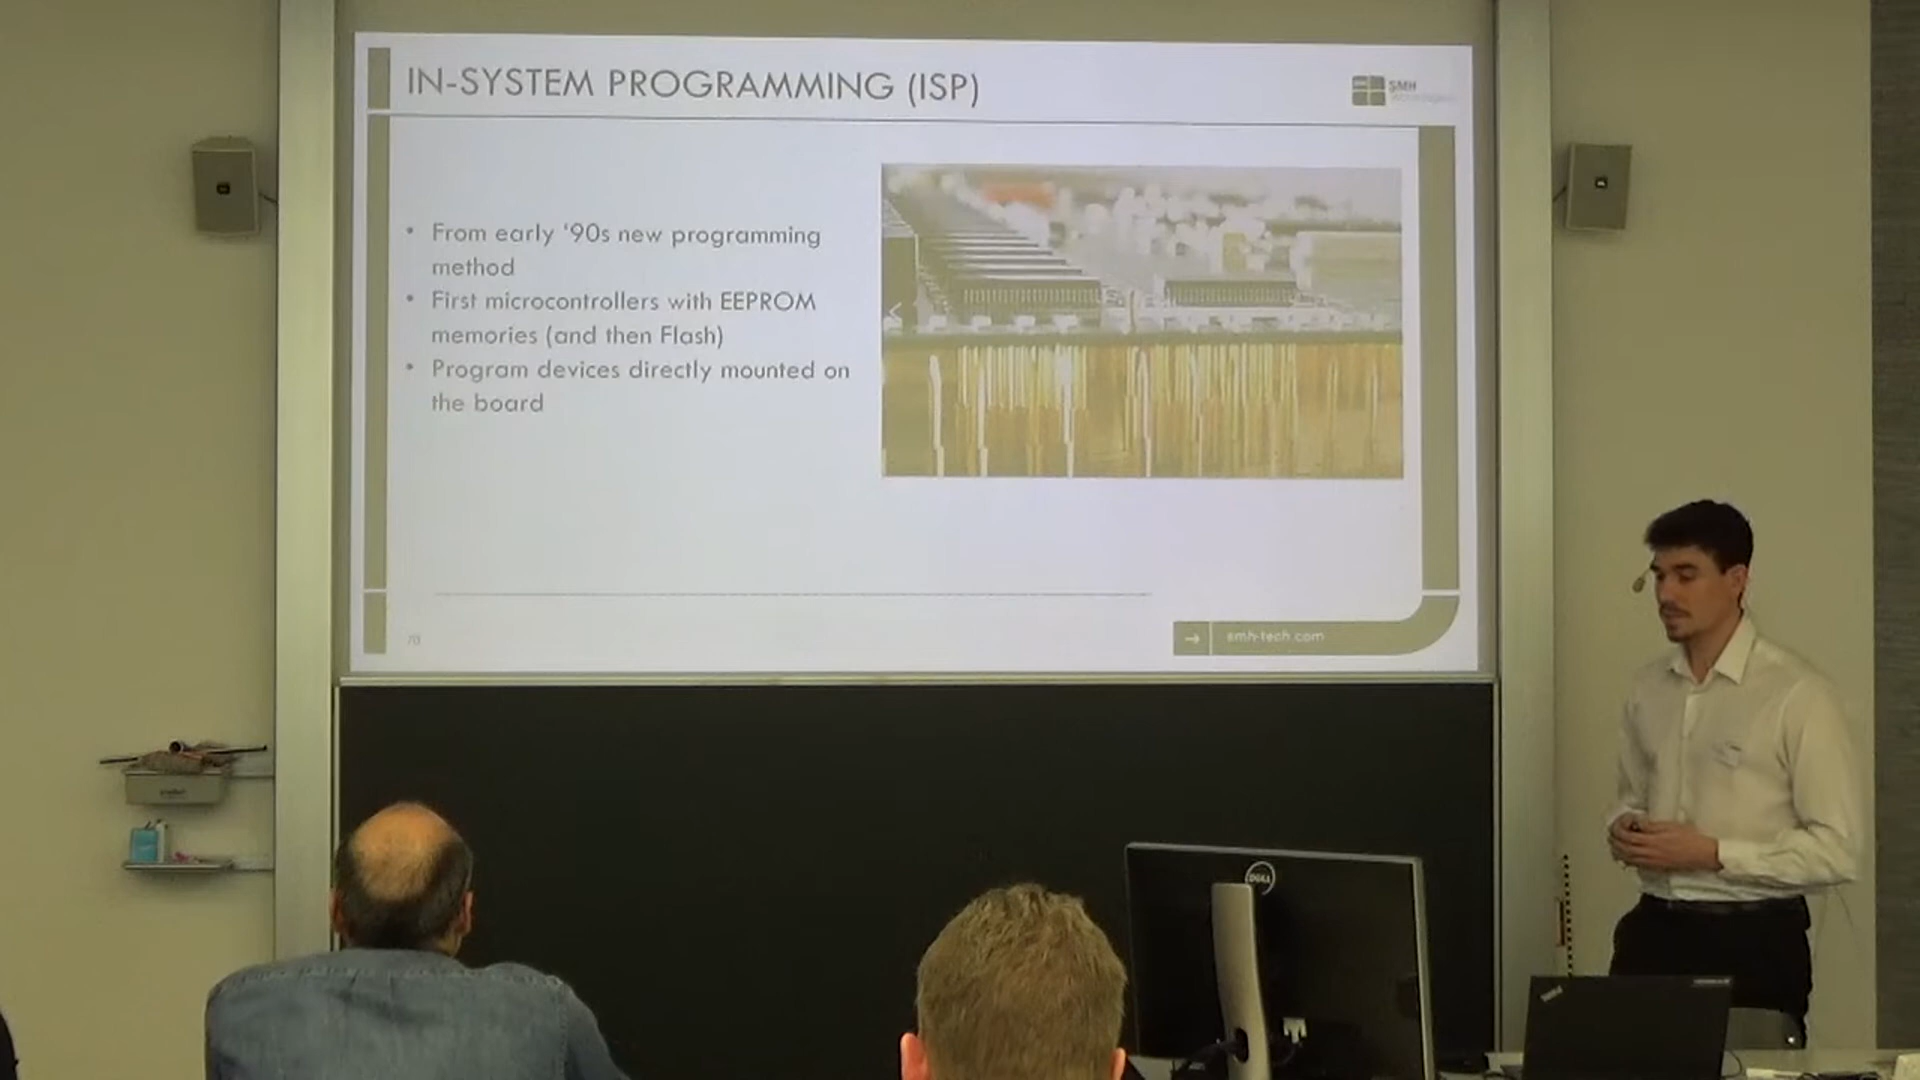 IN-SYSTEM PROGRAMMING (ISP)
SMH
• From early ‘90s new programming
method
• First microcontrollers with EEPROM
memories (and then Flash)
• Program devices directly mounted on
the board
70
→ smh-tech.com
DELL